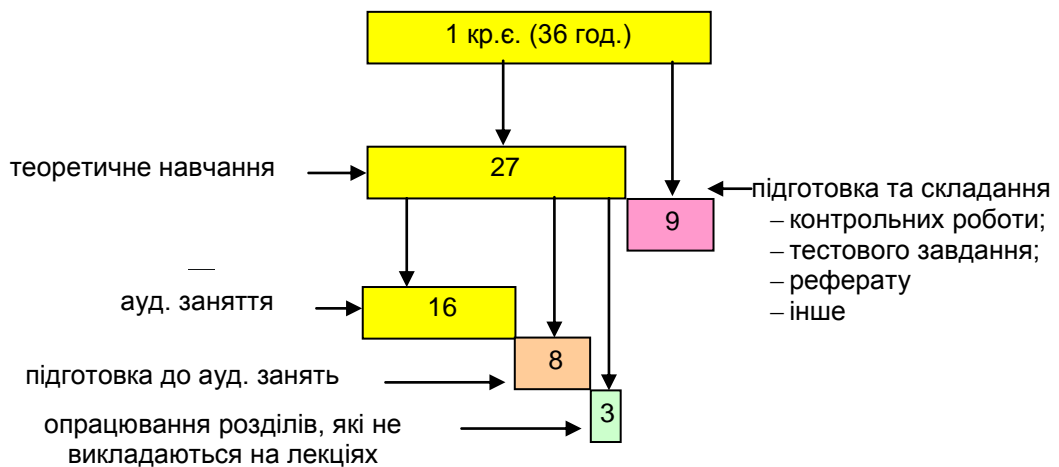 1 кр.є. (36 год.)
теоретичне навчання
27
9
підготовка та складання
– контрольних роботи;
– тестового завдання;
– реферату
– інше
ауд. заняття
16
підготовка до ауд. занять
8
опрацювання розділів, які не
викладаються на лекціях
3